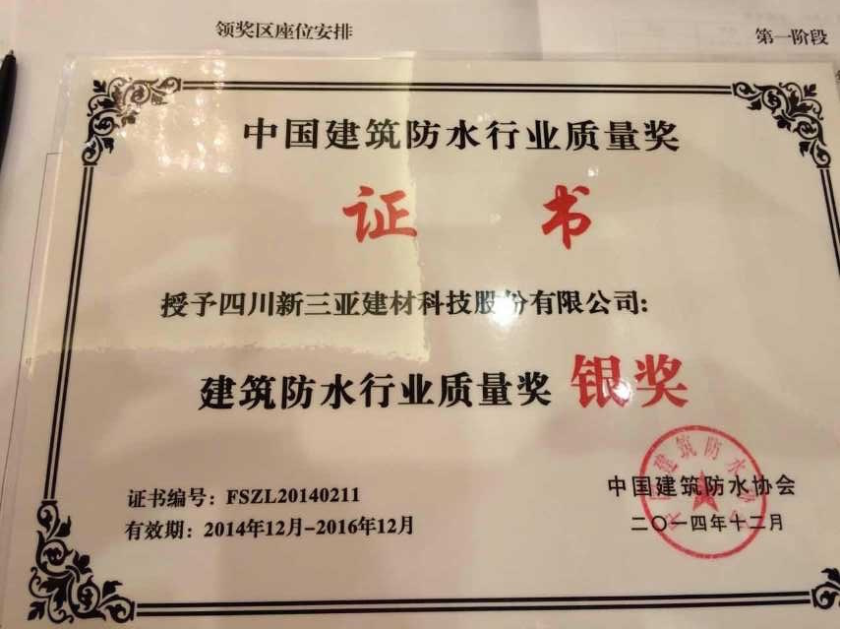 领奖区座位安排
第一阶段
中国建筑防水行业质量奖
证书
授予四川新三亚建材科技股份有限公司:
建筑防水行业质量奖 银奖
证书编号: FSZL20140211
有效期: 2014年12月-2016年12月
中国建筑防水协会
二〇一四年十二月